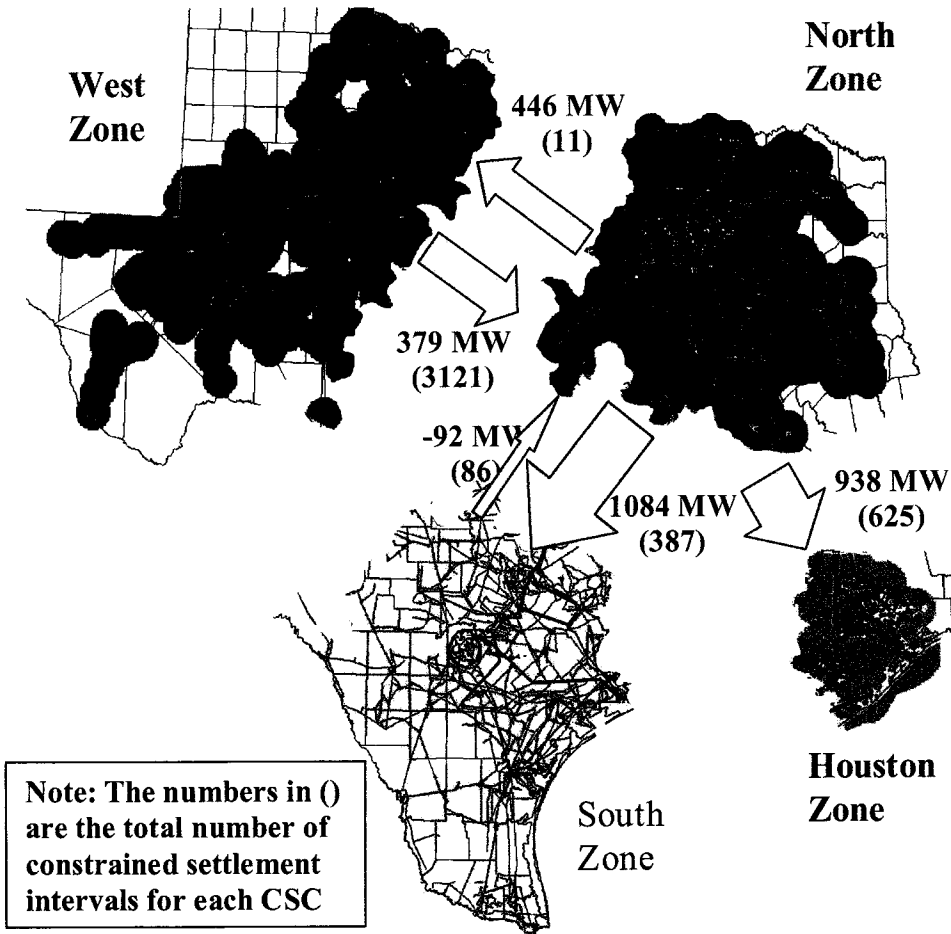 West
Zone
North
Zone
446 MW
(11)
379 MW
(3121)
-92 MW
(86)
1084 MW
(387)
938 MW
(625)
Houston
Zone
South
Zone
Note: The numbers in ()
are the total number of
constrained settlement
intervals for each CSC